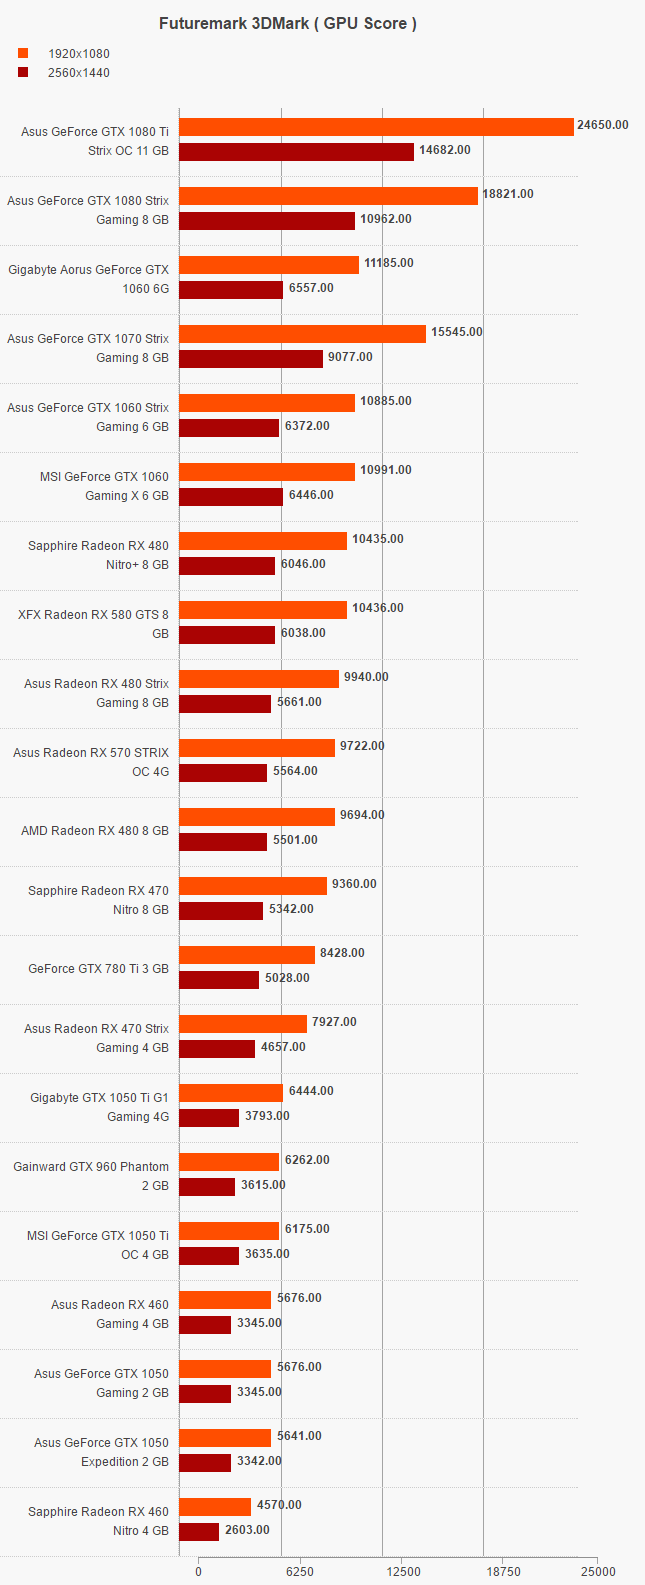 Futuremark 3DMark ( GPU Score )
1920x1080
2560x1440
Asus GeForce GTX 1080 Ti
Strix OC 11 GB
24650.00
14682.00
Asus GeForce GTX 1080 Strix
Gaming 8 GB
18821.00
10962.00
Gigabyte Aorus GeForce GTX
1060 6G
11185.00
6557.00
Asus GeForce GTX 1070 Strix
Gaming 8 GB
15545.00
9077.00
Asus GeForce GTX 1060 Strix
Gaming 6 GB
10885.00
6372.00
MSI GeForce GTX 1060
Gaming X 6 GB
10991.00
6446.00
Sapphire Radeon RX 480
Nitro+ 8 GB
10435.00
6046.00
XFX Radeon RX 580 GTS 8
GB
10436.00
6038.00
Asus Radeon RX 480 Strix
Gaming 8 GB
9940.00
5661.00
Asus Radeon RX 570 STRIX
OC 4G
9722.00
5564.00
AMD Radeon RX 480 8 GB
9694.00
5501.00
Sapphire Radeon RX 470
Nitro 8 GB
9360.00
5342.00
GeForce GTX 780 Ti 3 GB
8428.00
5028.00
Asus Radeon RX 470 Strix
Gaming 4 GB
7927.00
4657.00
Gigabyte GTX 1050 Ti G1
Gaming 4G
6444.00
3793.00
Gainward GTX 960 Phantom
2 GB
6262.00
3615.00
MSI GeForce GTX 1050 Ti
OC 4 GB
6175.00
3635.00
Asus Radeon RX 460
Gaming 4 GB
5676.00
3345.00
Asus GeForce GTX 1050
Gaming 2 GB
5676.00
3345.00
Asus GeForce GTX 1050
Expedition 2 GB
5641.00
3342.00
Sapphire Radeon RX 460
Nitro 4 GB
4570.00
2603.00
0 6250 12500 18750 25000